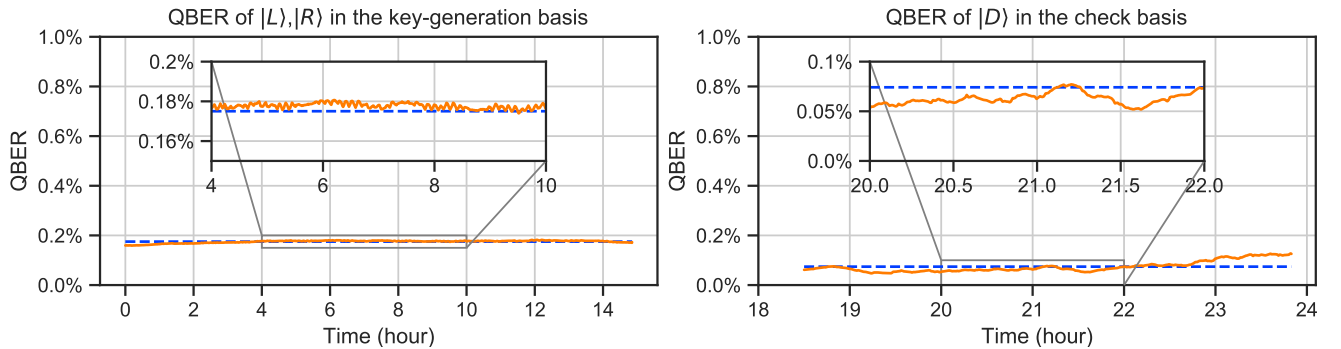 QBER of |L⟩,|R⟩ in the key-generation basis
1.0%
0.8%
0.6%
0.4%
0.2%
0.0%
QBER
0.2%
0.18%
0.16%
4 6 8 10
0 2 4 6 8 10 12 14
Time (hour)
QBER of |D⟩ in the check basis
1.0%
0.8%
0.6%
0.4%
0.2%
0.0%
QBER
0.1%
0.05%
0.0%
20.0 20.5 21.0 21.5 22.0
18 19 20 21 22 23 24
Time (hour)